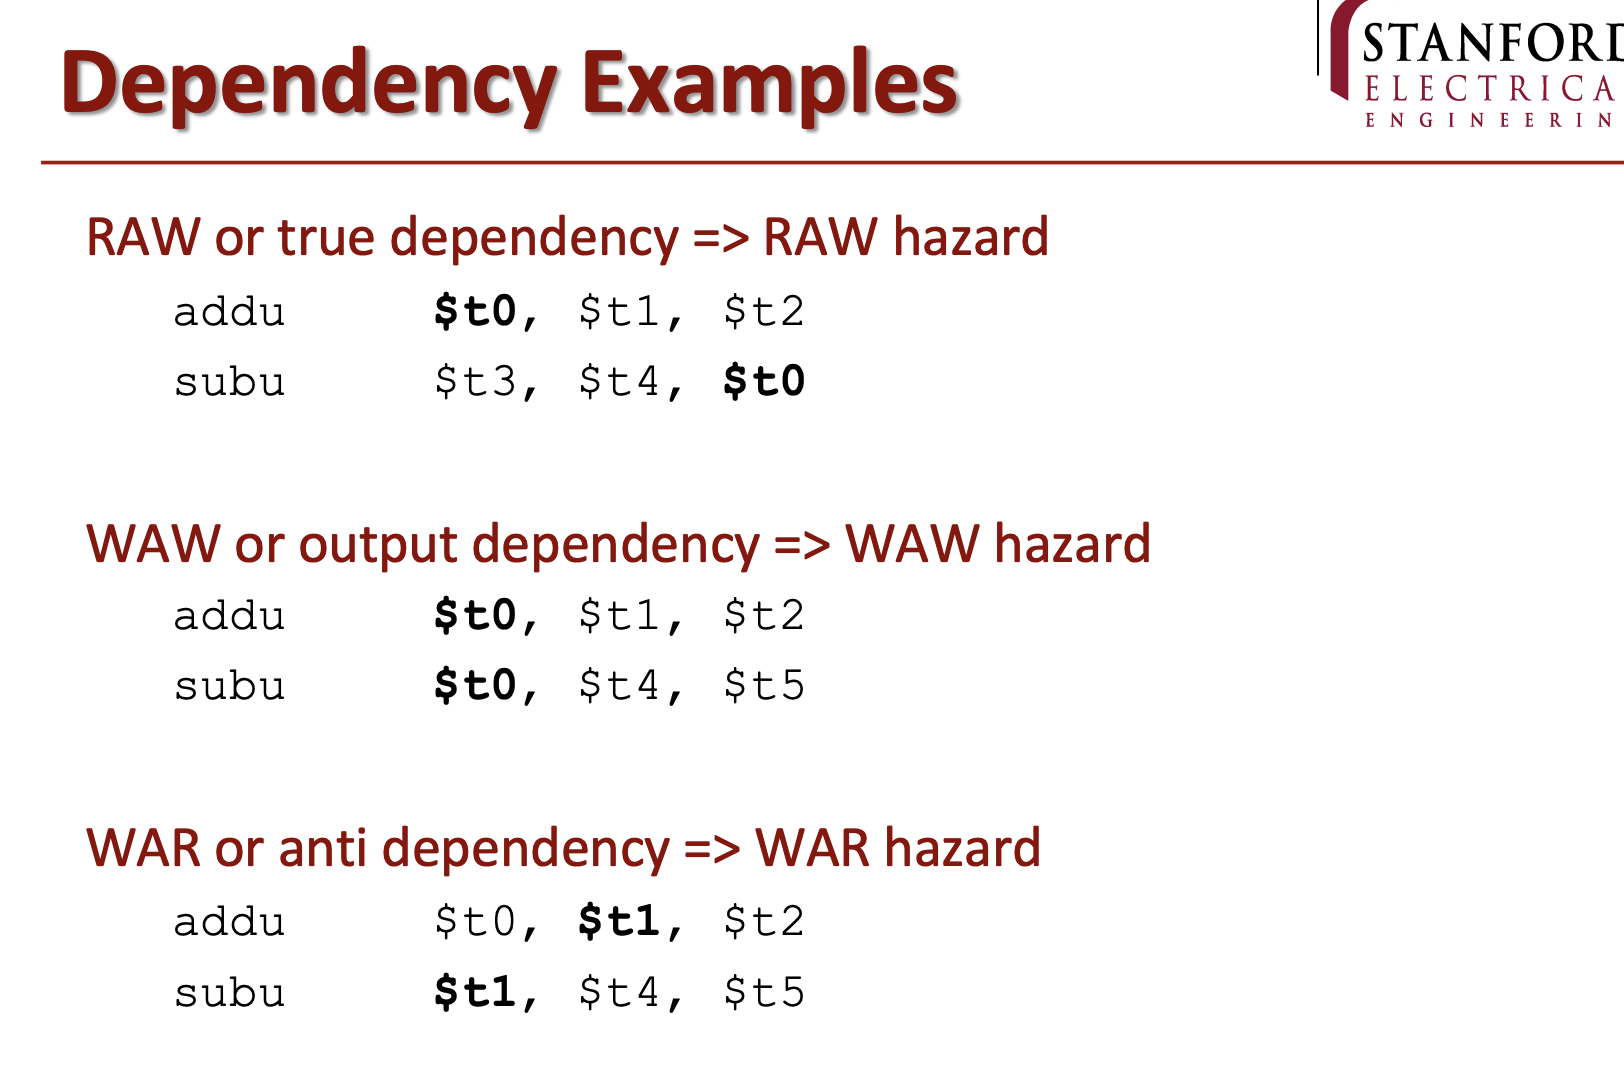 Dependency Examples
STANFORD
ELECTRICA
ENGINEERIN
RAW or true dependency => RAW hazard
addu $t0, $t1, $t2
subu $t3, $t4, $t0
WAW or output dependency => WAW hazard
addu $t0, $t1, $t2
subu $t0, $t4, $t5
WAR or anti dependency => WAR hazard
addu $t0, $t1, $t2
subu $t1, $t4, $t5